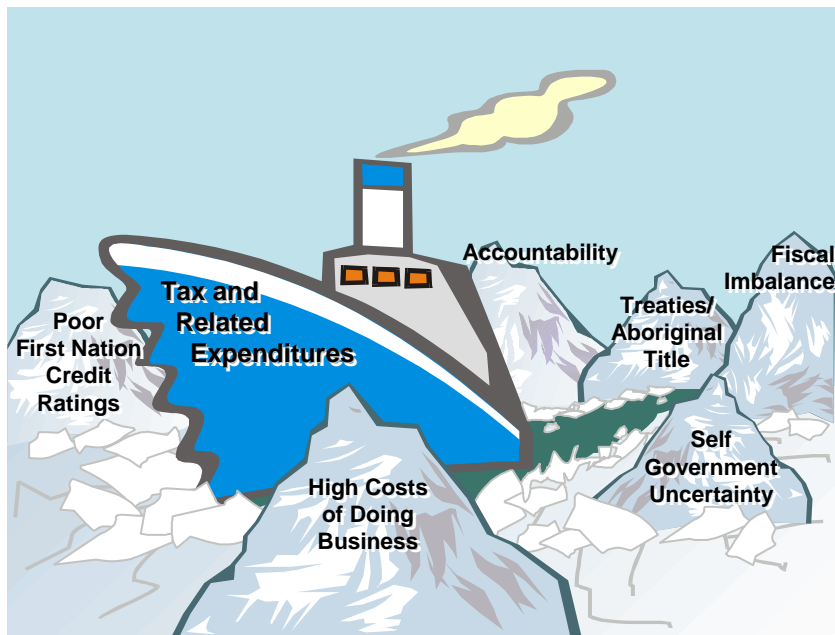 Accountability
Fiscal
Imbalance
Tax and
Related
Expenditures
Treaties/
Aboriginal
Title
Poor
First Nation
Credit
Ratings
Self
Government
Uncertainty
High Costs
of Doing
Business